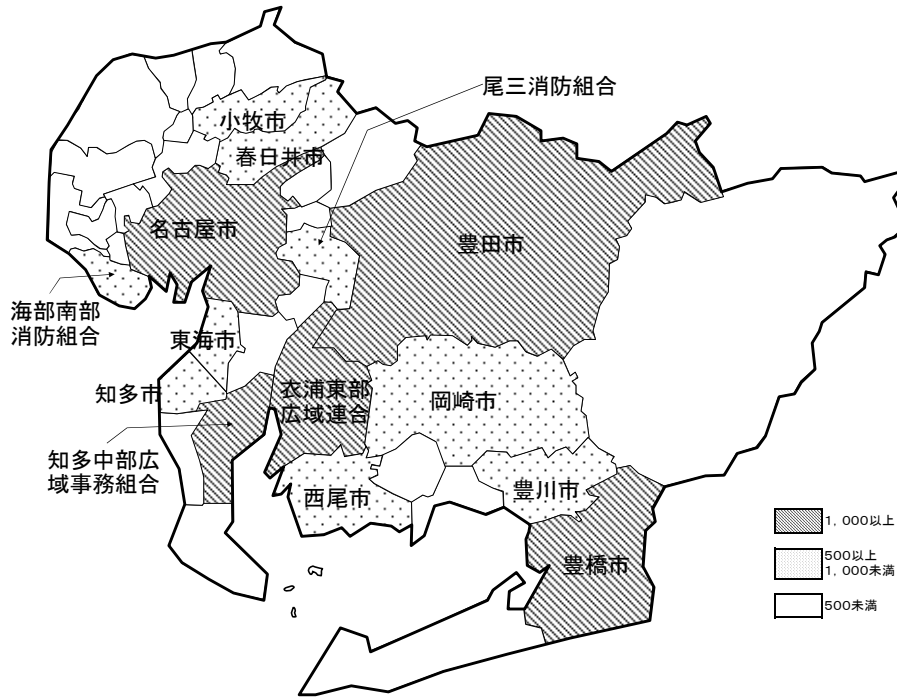 尾三消防組合
小牧市
春日井市
名古屋市
豊田市
海部南部
消防組合
東海市
知多市
衣浦東部
広域連合
岡崎市
知多中部広
域事務組合
西尾市
豊川市
豊橋市
1,000以上
500以上
1,000未満
500未満